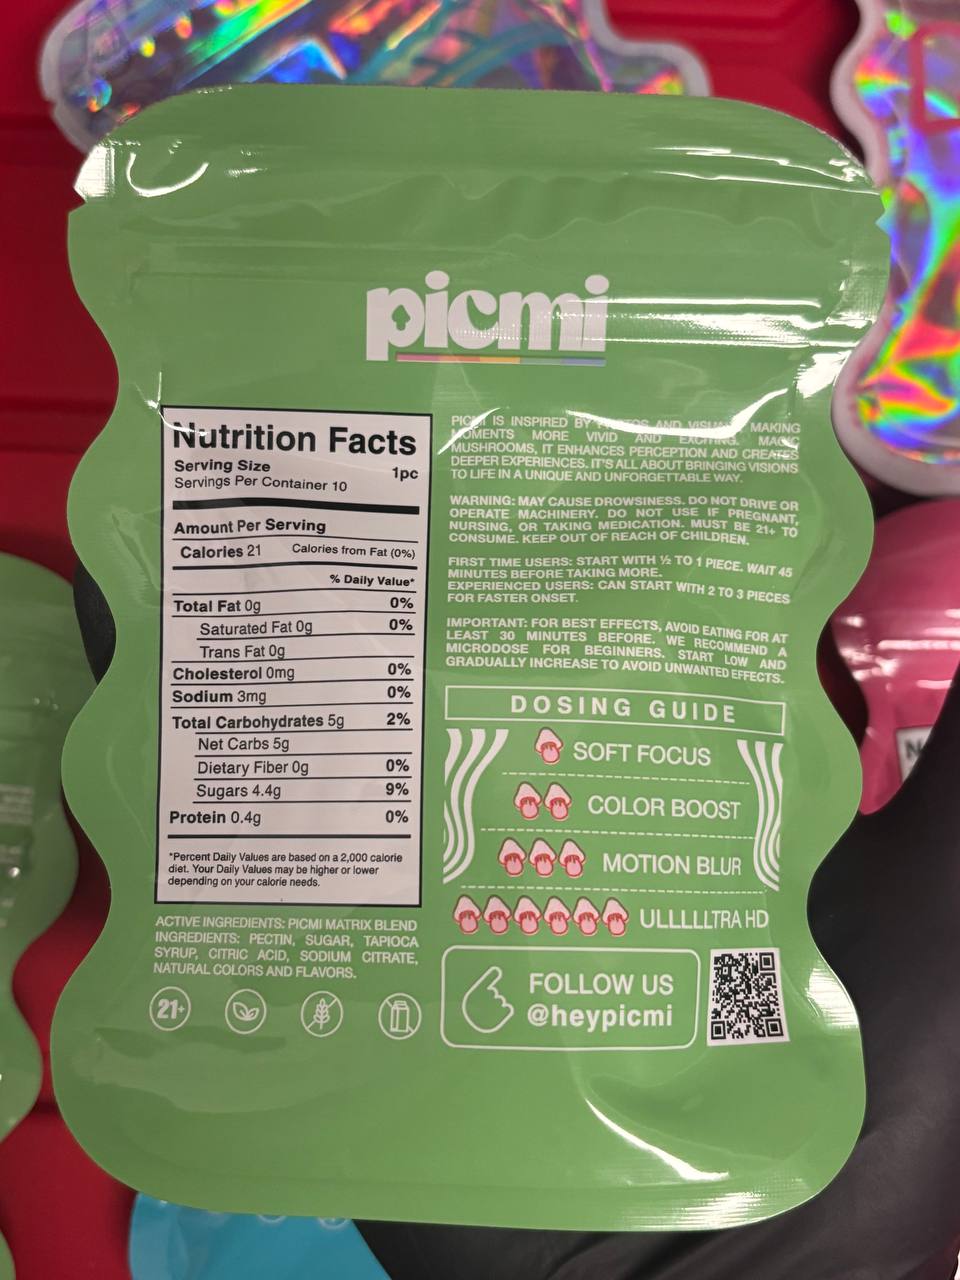 picmi
Nutrition Facts
Serving Size
1pc
Servings Per Container 10
Amount Per Serving
Calories 21 Calories from Fat (0%)
% Daily Value*
Total Fat 0g 0%
Saturated Fat 0g 0%
Trans Fat 0g
Cholesterol 0mg 0%
Sodium 3mg 0%
Total Carbohydrates 5g 2%
Net Carbs 5g
Dietary Fiber 0g 0%
Sugars 4.4g 9%
Protein 0.4g 0%
*Percent Daily Values are based on a 2,000 calorie
diet. Your Daily Values may be higher or lower
depending on your calorie needs.
ACTIVE INGREDIENTS: PICMI MATRIX BLEND
INGREDIENTS: PECTIN, SUGAR, TAPIOCA
SYRUP, CITRIC ACID, SODIUM CITRATE,
NATURAL COLORS AND FLAVORS.
21+
PICMI IS INSPIRED BY AND MAKING
MOMENTS MORE VIVID AND EXCITING. MAGIC
MUSHROOMS, IT ENHANCES PERCEPTION AND CREATES
DEEPER EXPERIENCES. IT'S ALL ABOUT BRINGING VISIONS
TO LIFE IN A UNIQUE AND UNFORGETTABLE WAY.
WARNING: MAY CAUSE DROWSINESS. DO NOT DRIVE OR
OPERATE MACHINERY. DO NOT USE IF PREGNANT,
NURSING, OR TAKING MEDICATION. MUST BE 21+ TO
CONSUME. KEEP OUT OF REACH OF CHILDREN.
FIRST TIME USERS: START WITH ½ TO 1 PIECE. WAIT 45
MINUTES BEFORE TAKING MORE.
EXPERIENCED USERS: CAN START WITH 2 TO 3 PIECES
FOR FASTER ONSET.
IMPORTANT: FOR BEST EFFECTS, AVOID EATING FOR AT
LEAST 30 MINUTES BEFORE. WE RECOMMEND A
MICRODOSE FOR BEGINNERS. START LOW AND
GRADUALLY INCREASE TO AVOID UNWANTED EFFECTS.
DOSING GUIDE
SOFT FOCUS
COLOR BOOST
MOTION BLUR
ULLLLLTRA HD
FOLLOW US
@heypicmi